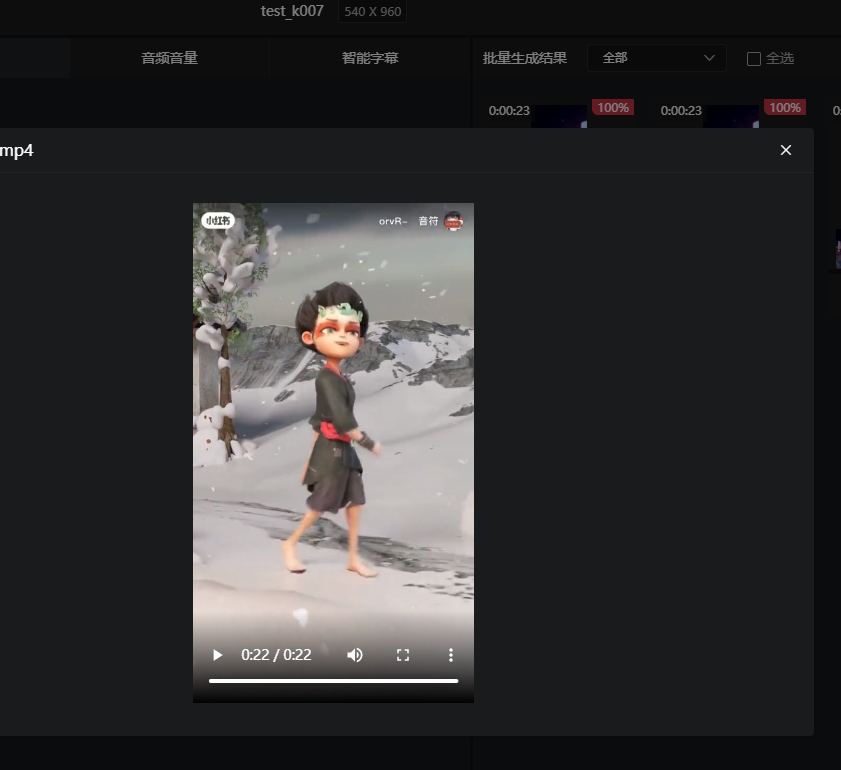 test_k007 540 X 960
音频音量 智能字幕 批量生成结果 全部 全选
0:00:23 100% 0:00:23 100%
mp4
小红书 orvR~ 音符
0:22 / 0:22